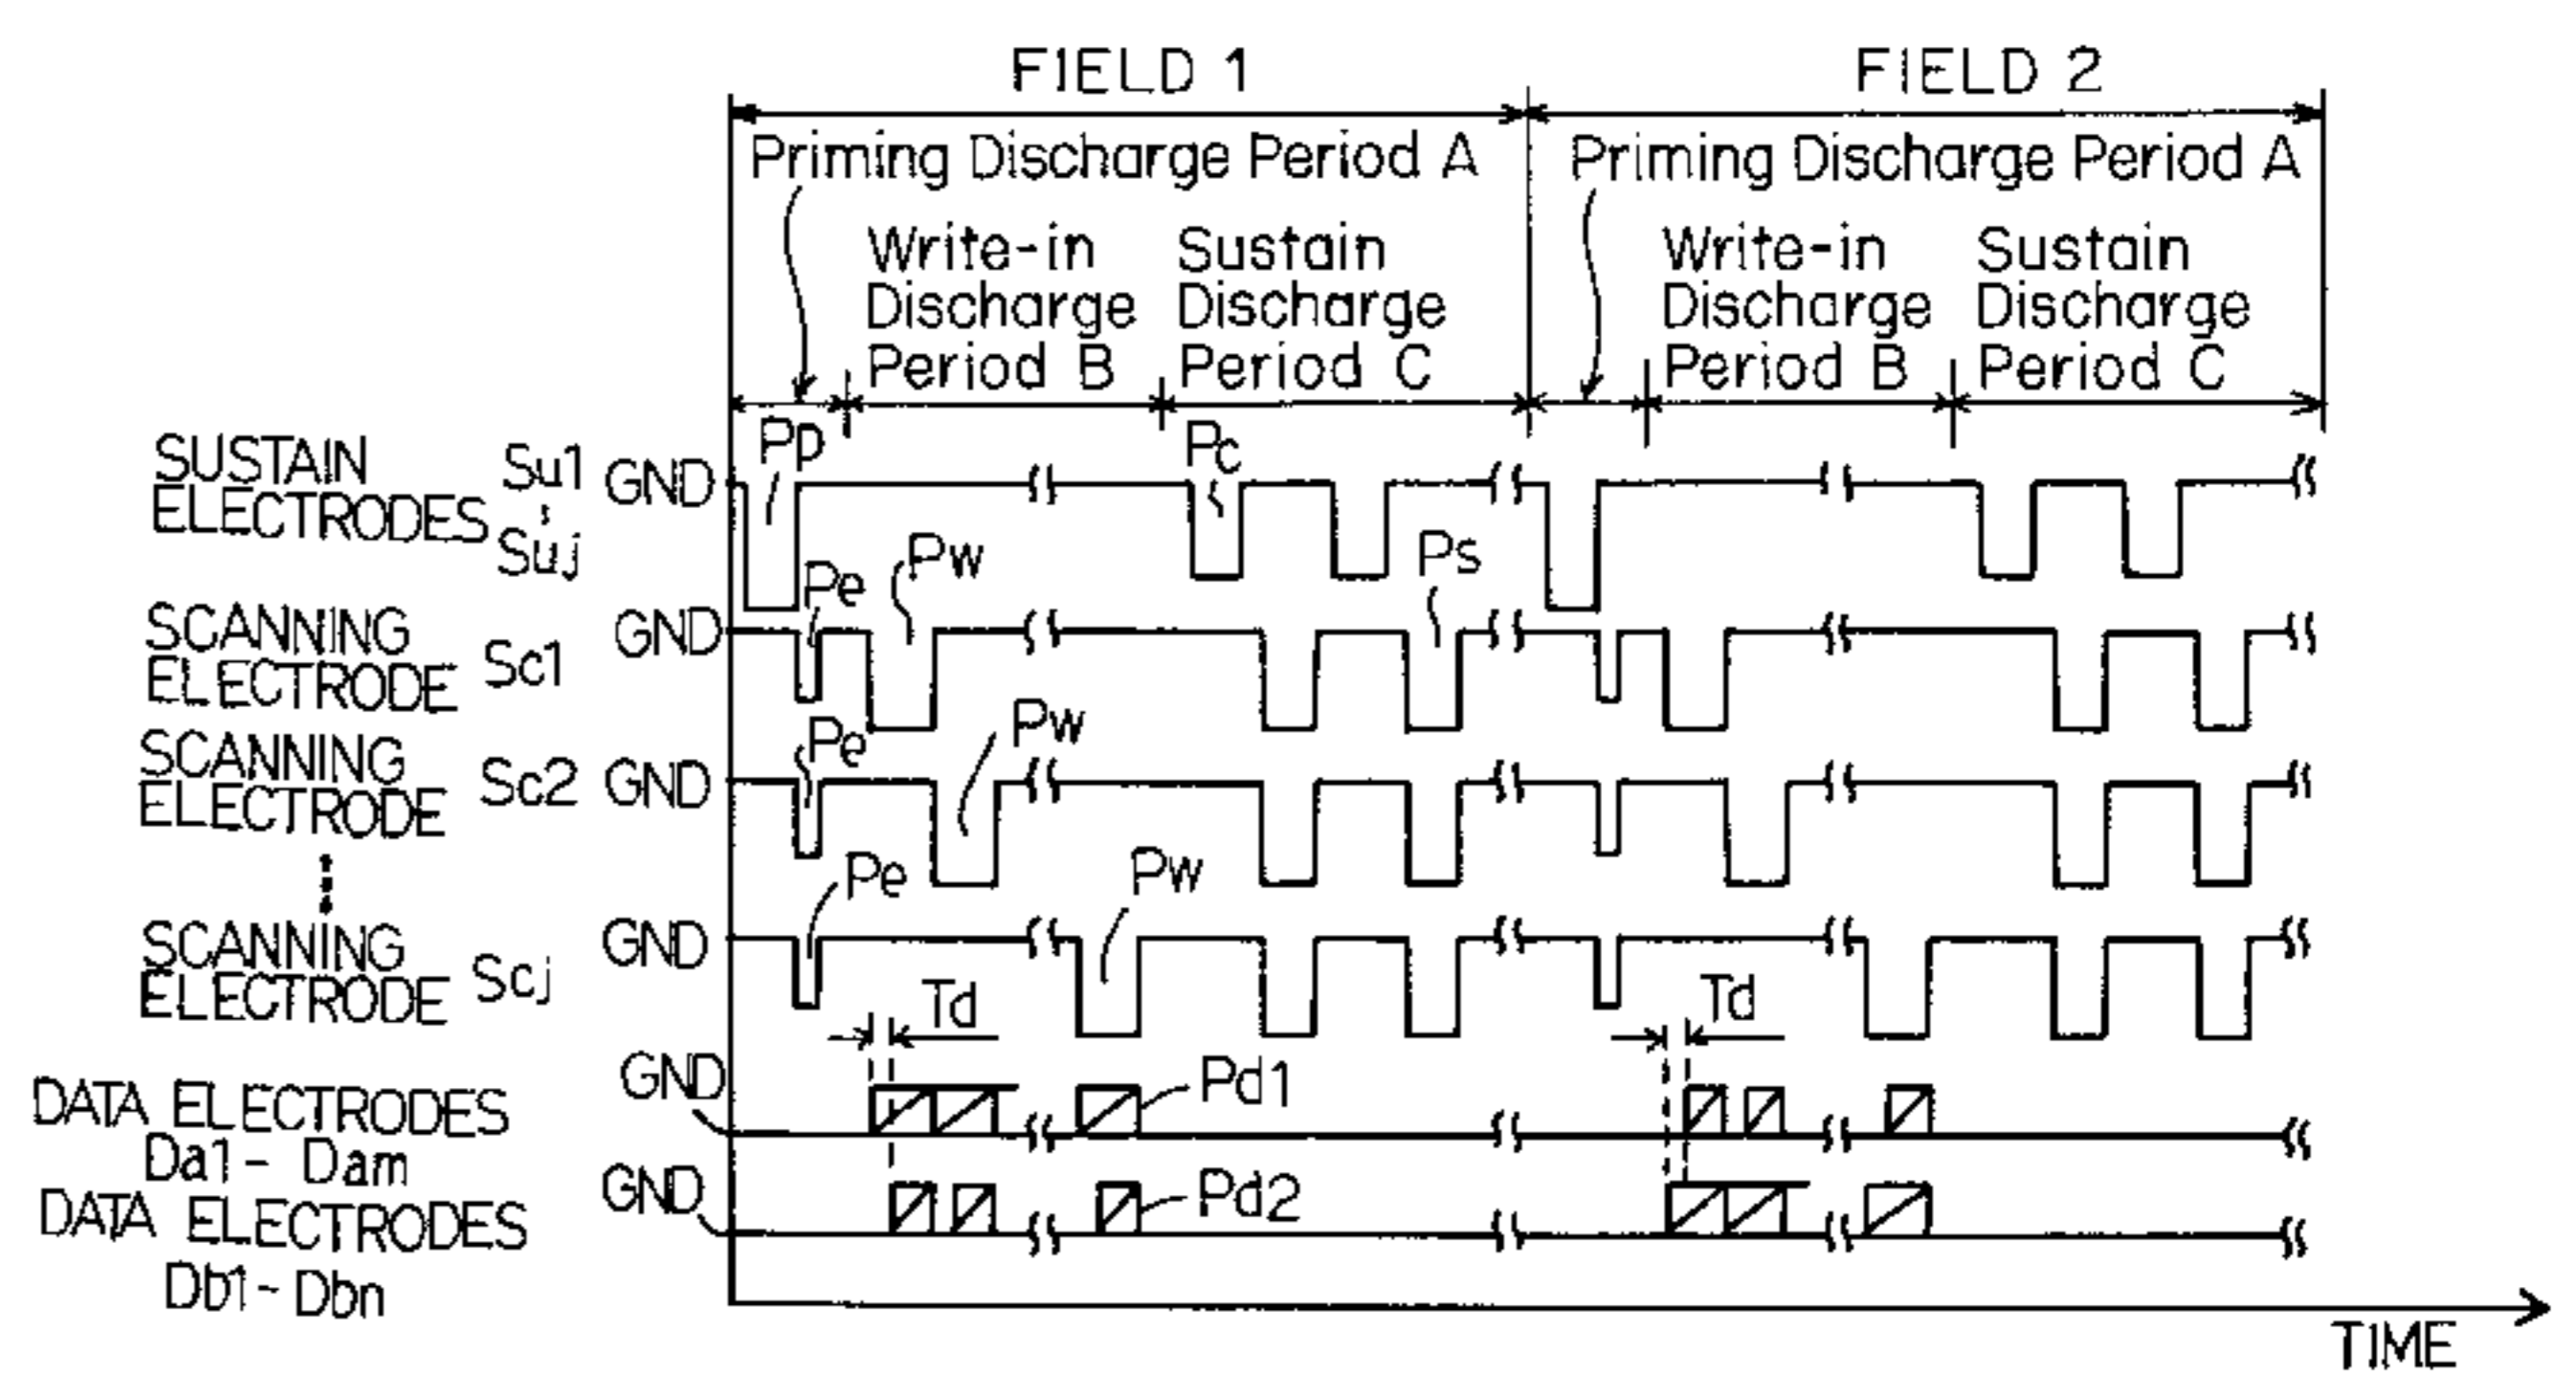 FIELD 1 FIELD 2
Priming Discharge Period A Priming Discharge Period A
Write-in Sustain Write-in Sustain
Discharge Discharge Discharge Discharge
Period B Period C Period B Period C
Pp Pc
SUSTAIN ELECTRODES Su1 GND
Suj
Pe Pw Ps
SCANNING ELECTRODE Sc1 GND
Pe Pw
SCANNING ELECTRODE Sc2 GND
Pe Pw
SCANNING ELECTRODE Scj GND
Td Td
GND Pd1
DATA ELECTRODES
Da1 - Dam
GND Pd2
DATA ELECTRODES
Db1 - Dbn
TIME